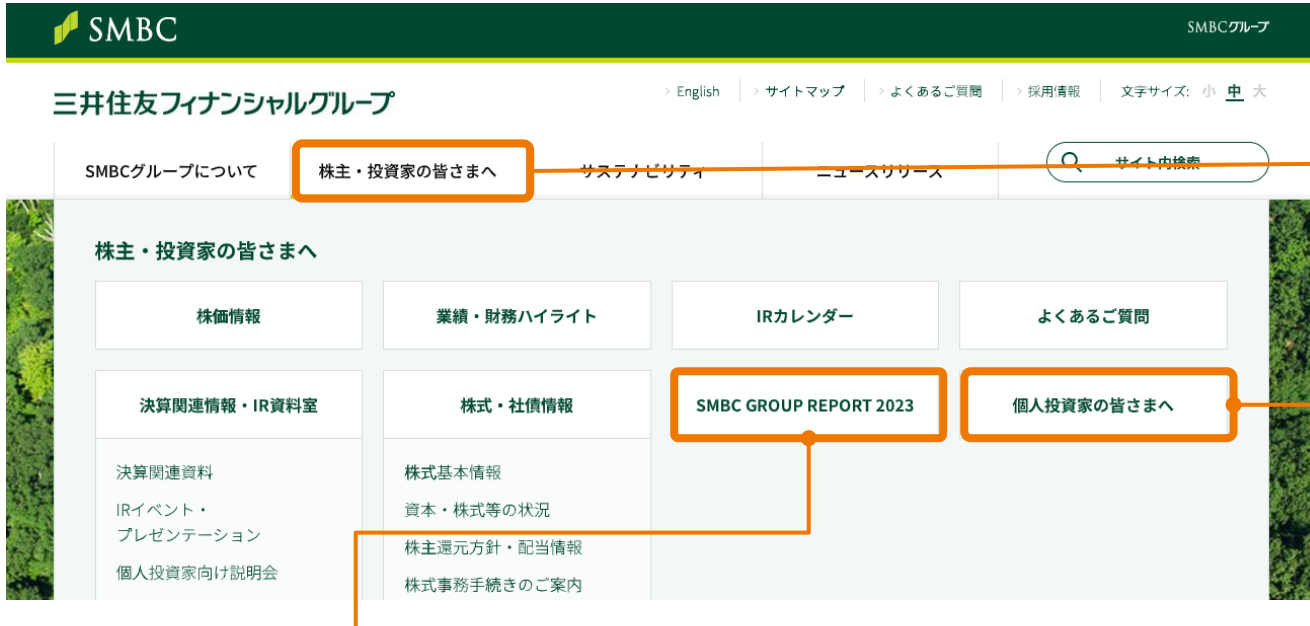 SMBC
SMBCグループ
三井住友フィナンシャルグループ
English
サイトマップ
よくあるご質問
採用情報
文字サイズ: 小 中 大
SMBCグループについて
株主・投資家の皆さまへ
サステナビリティ
ニュースリリース
サイト内検索
株主・投資家の皆さまへ
株価情報
業績・財務ハイライト
IRカレンダー
よくあるご質問
決算関連情報・IR資料室
株式・社債情報
SMBC GROUP REPORT 2023
個人投資家の皆さまへ
決算関連資料
IRイベント・
プレゼンテーション
個人投資家向け説明会
株式基本情報
資本・株式等の状況
株主還元方針・配当情報
株式事務手続きのご案内